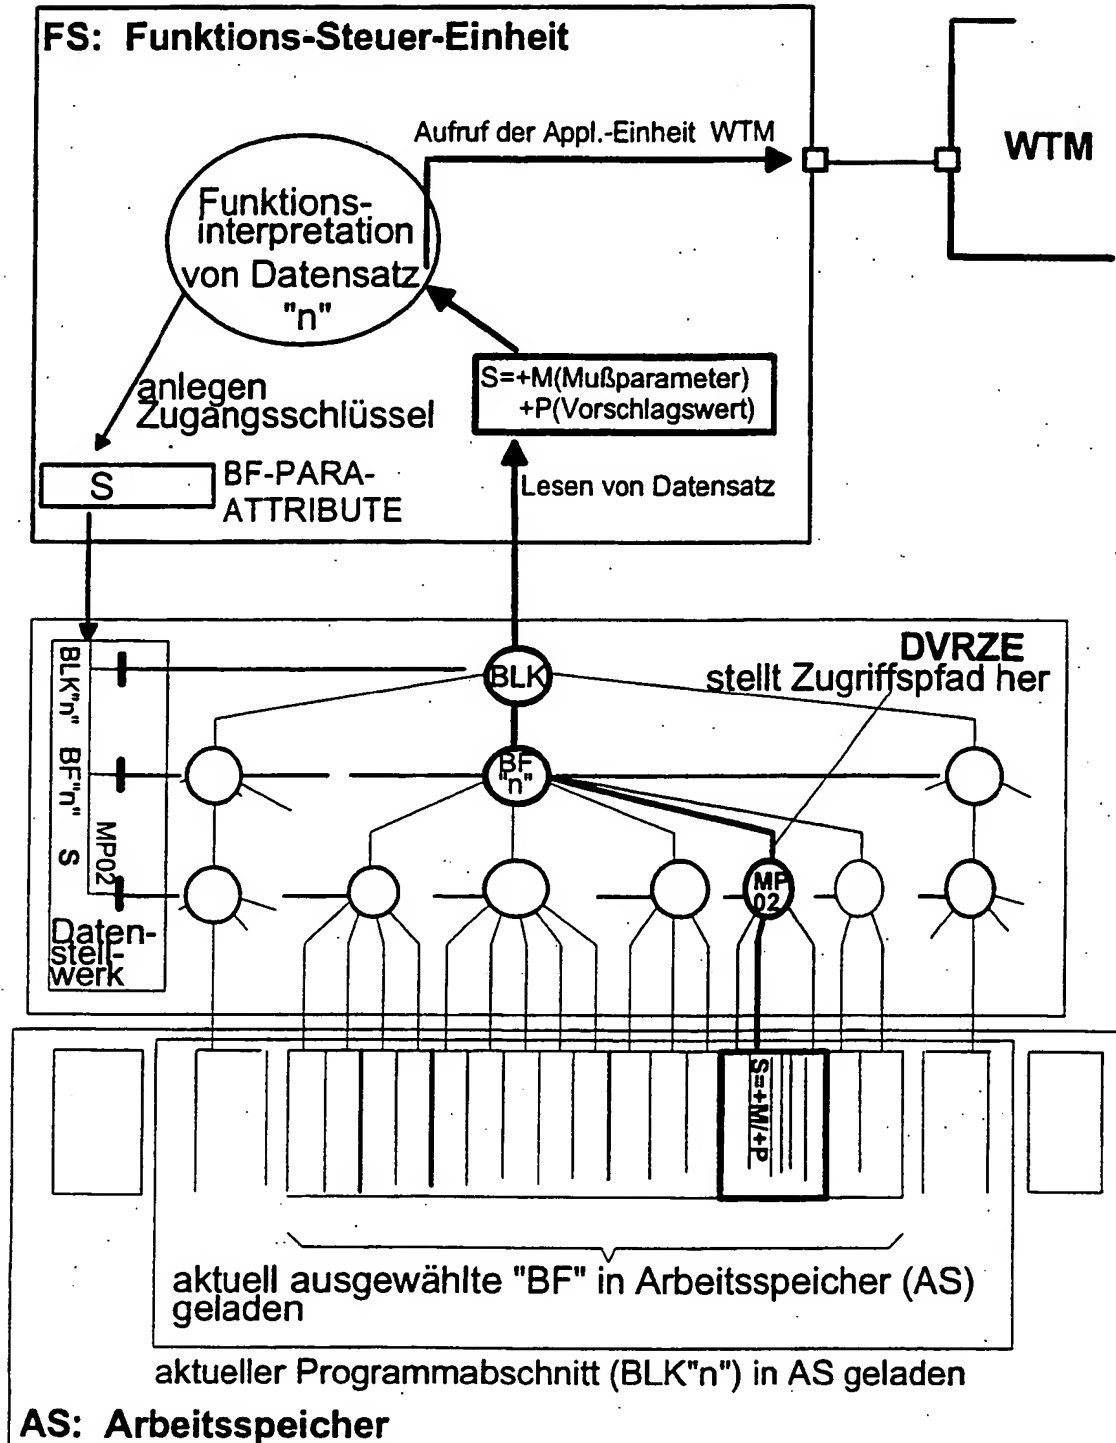 FS: Funktions-Steuer-Einheit
Aufruf der Appl.-Einheit WTM
WTM
Funktions-
interpretation
von Datensatz
"n"
S=+M(Mußparameter)
+P(Vorschlagswert)
anlegen
Zugangsschlüssel
S
BF-PARA-
ATTRIBUTE
Lesen von Datensatz
DVRZE
stellt Zugriffspfad her
BLK"n"
BF"n"
S
MP02
Daten-
stell-
werk
BLK
BF
"n"
MP
02
S=+M/+P
aktuell ausgewählte "BF" in Arbeitsspeicher (AS)
geladen
aktueller Programmabschnitt (BLK"n") in AS geladen
AS: Arbeitsspeicher